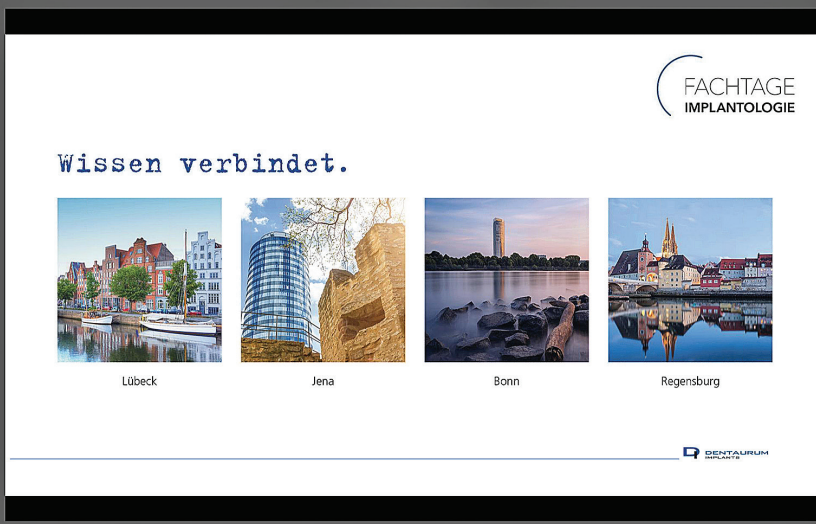 FACHTAGE
IMPLANTOLOGIE
Wissen verbindet.
Lübeck
Jena
Bonn
Regensburg
DENTAURUM
IMPLANTS